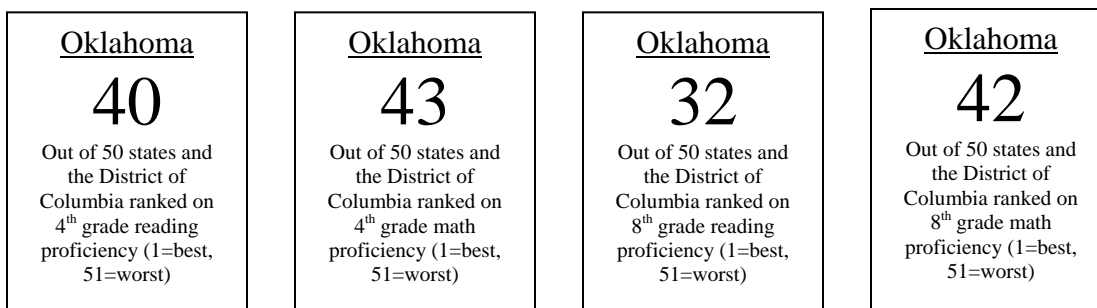 Oklahoma
40
Out of 50 states and
the District of
Columbia ranked on
4th grade reading
proficiency (1=best,
51=worst)
Oklahoma
43
Out of 50 states and
the District of
Columbia ranked on
4th grade math
proficiency (1=best,
51=worst)
Oklahoma
32
Out of 50 states and
the District of
Columbia ranked on
8th grade reading
proficiency (1=best,
51=worst)
Oklahoma
42
Out of 50 states and
the District of
Columbia ranked on
8th grade math
proficiency (1=best,
51=worst)